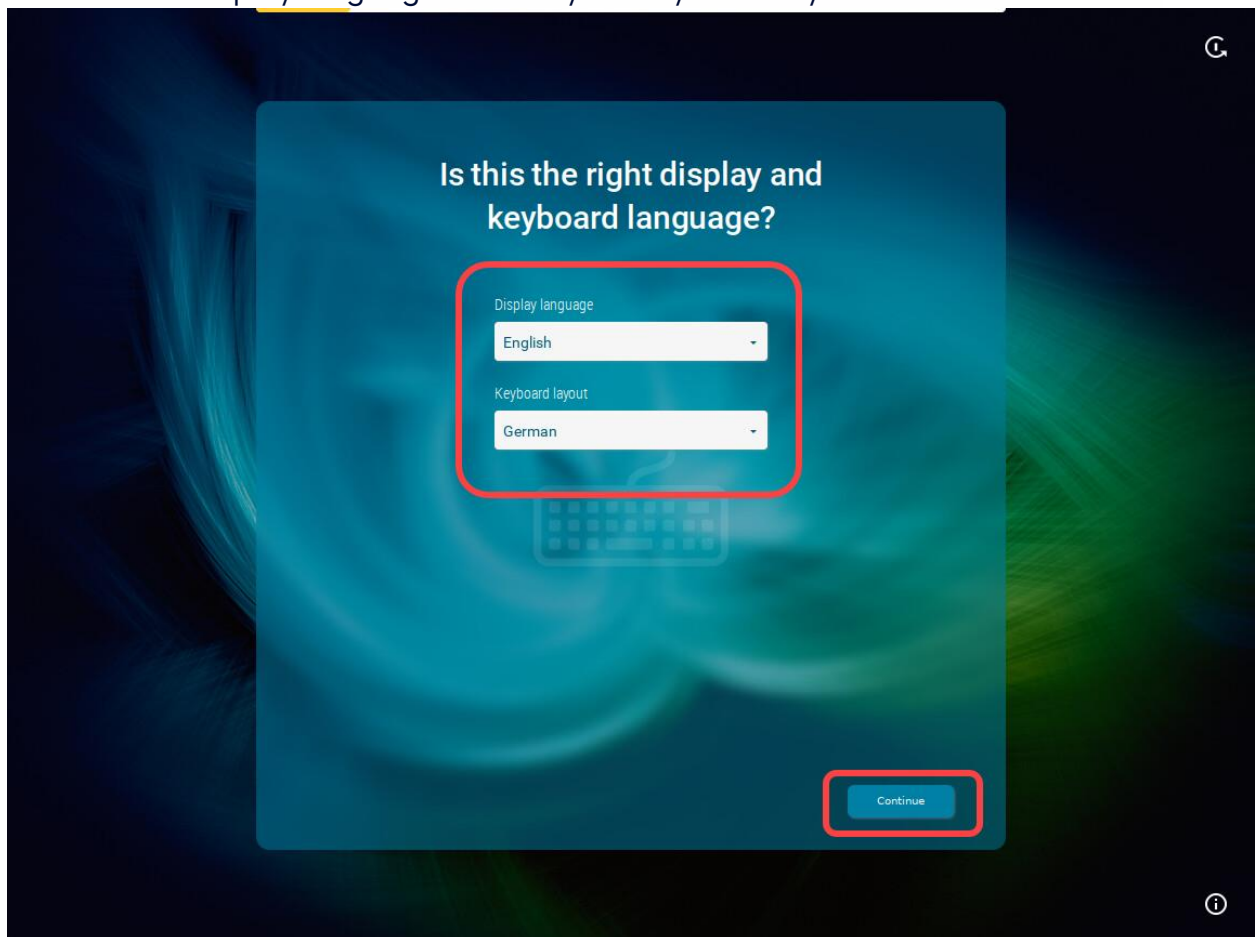 Is this the right display and
keyboard language?
Display language
English
Keyboard layout
German
Continue